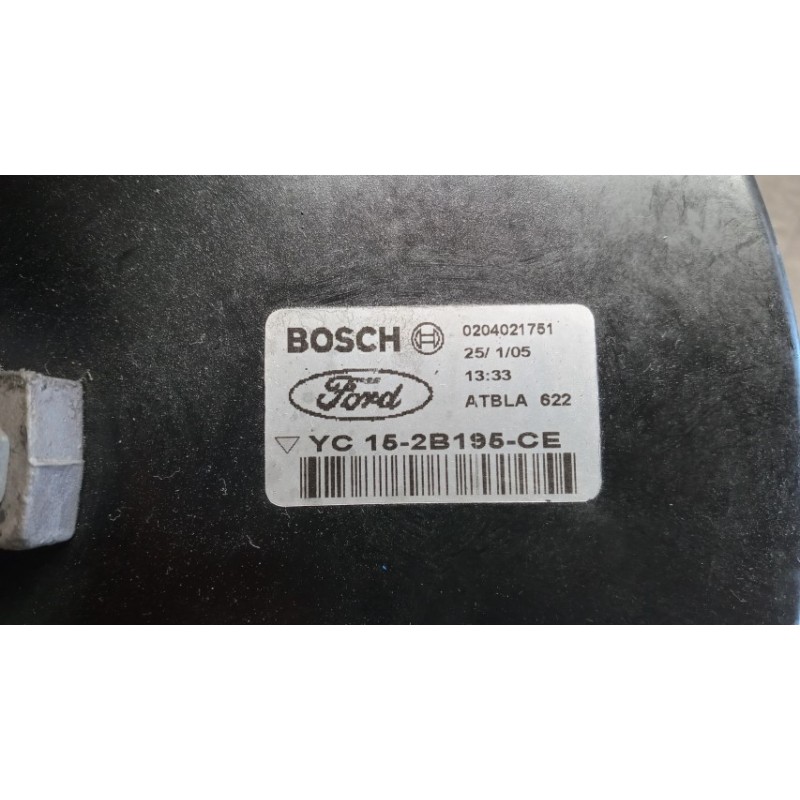 BOSCH 0204021751
25/ 1/05
Ford 13:33
ATBLA 622
YC 15-2B195-CE